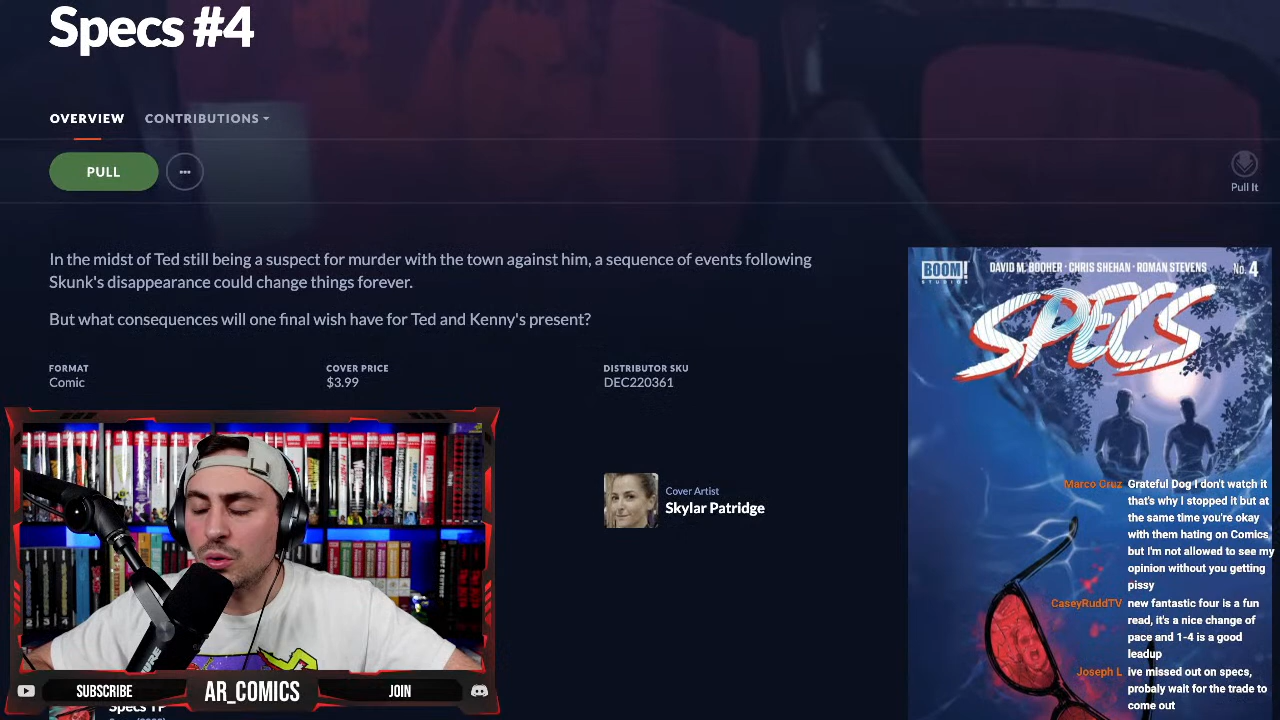 Specs #4
OVERVIEW
CONTRIBUTIONS
PULL
Pull It
In the midst of Ted still being a suspect for murder with the town against him, a sequence of events following
Skunk's disappearance could change things forever.
But what consequences will one final wish have for Ted and Kenny's present?
FORMAT
Comic
COVER PRICE
$3.99
DISTRIBUTOR SKU
DEC220361
Cover Artist
Skylar Patridge
BOOM!
STUDIOS
DAVID M. BOOHER · CHRIS SHEHAN · ROMAN STEVENS
No. 4
SPECS
Marco Cruz Grateful Dog I don't watch it
that's why I stopped it but at
the same time you're okay
with them hating on Comics
but I'm not allowed to see my
opinion without you getting
pissy
CaseyRuddTV new fantastic four is a fun
read, it's a nice change of
pace and 1-4 is a good
leadup
Joseph L ive missed out on specs,
probaly wait for the trade to
come out
SUBSCRIBE
AR_COMICS
JOIN
Specs TP